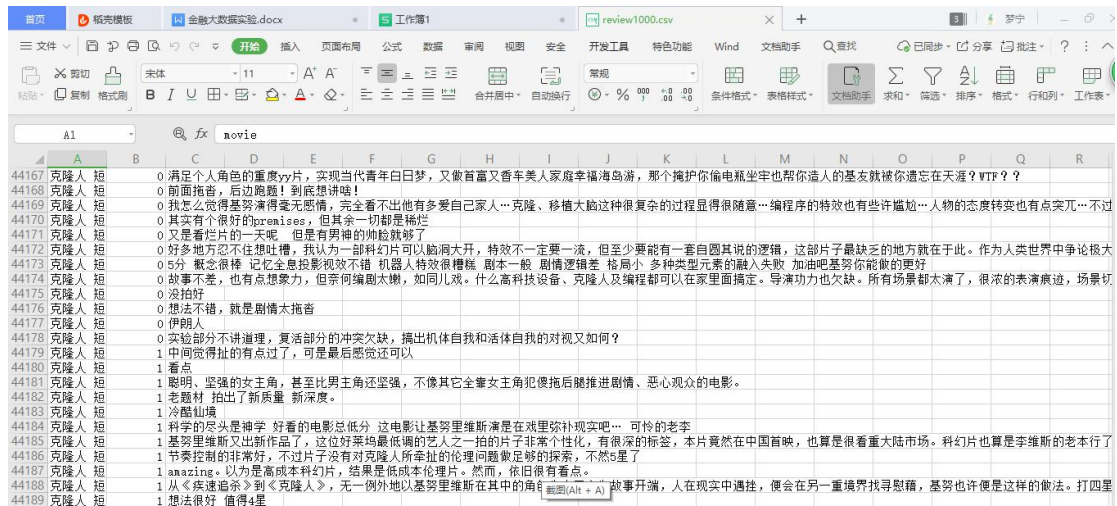 首页 稻壳模板 金融大数据实验.docx 工作簿1 review1000.csv × + 3 梦宁
文件 开始 插入 页面布局 公式 数据 审阅 视图 安全 开发工具 特色功能 Wind 文档助手 查找 已同步 分享 批注
剪切 宋体 11 A+ A- 常规
粘贴 复制 格式刷 B I U A 合并居中 自动换行 % 条件格式 表格样式 文档助手 求和 筛选 排序 格式 行和列 工作表
A1 fx movie
A B C D E F G H I J K L M N O P Q R
44167 克隆人 短 0 满足个人角色的重度yy片，实现当代青年白日梦，又做首富又香车美人家庭幸福海岛游，那个掩护你偷电瓶坐牢也帮你造人的基友就被你遗忘在天涯？WTF？？
44168 克隆人 短 0 前面拖沓，后边跑题！到底想讲啥！
44169 克隆人 短 0 我怎么觉得基努演得毫无感情，完全看不出他有多爱自己家人…克隆、移植大脑这种很复杂的过程显得很随意…编程序的特效也有些许尴尬…人物的态度转变也有点突兀…不过
44170 克隆人 短 0 其实有个很好的premises，但其余一切都是稀烂
44171 克隆人 短 0 又是看烂片的一天呢 但是有男神的帅脸就够了
44172 克隆人 短 0 好多地方忍不住想吐槽，我认为一部科幻片可以脑洞大开，特效不一定要一流，但至少要能有一套自圆其说的逻辑，这部片子最缺乏的地方就在于此。作为人类世界中争论极大
44173 克隆人 短 0 5分 概念很棒 记忆全息投影视效不错 机器人特效很糟糕 剧本一般 剧情逻辑差 格局小 多种类型元素的融入失败 加油吧基努你能做的更好
44174 克隆人 短 0 故事不差，也有点想象力，但奈何编剧太懒，如同儿戏。什么高科技设备、克隆人及编程都可以在家里面搞定。导演功力也欠缺。所有场景都太演了，很浓的表演痕迹，场景切
44175 克隆人 短 0 没拍好
44176 克隆人 短 0 想法不错，就是剧情太拖沓
44177 克隆人 短 0 伊朗人
44178 克隆人 短 0 实验部分不讲道理，复活部分的冲突欠缺，搞出机体自我和活体自我的对视又如何？
44179 克隆人 短 1 中间觉得扯的有点过了，可是最后感觉还可以
44180 克隆人 短 1 看点
44181 克隆人 短 1 聪明、坚强的女主角，甚至比男主角还坚强，不像其它全靠女主角犯傻拖后腿推进剧情、恶心观众的电影。
44182 克隆人 短 1 老题材 拍出了新质量 新深度。
44183 克隆人 短 1 冷酷仙境
44184 克隆人 短 1 科学的尽头是神学 好看的电影总低分 这电影让基努里维斯演是在戏里弥补现实吧… 可怜的老李
44185 克隆人 短 1 基努里维斯又出新作品了，这位好莱坞最低调的艺人之一拍的片子非常个性化，有很深的标签，本片竟然在中国首映，也算是很看重大陆市场。科幻片也算是李维斯的老本行了
44186 克隆人 短 1 节奏控制的非常好，不过片子没有对克隆人所牵扯的伦理问题做足够的探索，不然5星了
44187 克隆人 短 1 amazing。以为是高成本科幻片，结果是低成本伦理片。然而，依旧很有看点。
44188 克隆人 短 1 从《疾速追杀》到《克隆人》，无一例外地以基努里维斯在其中的角 故事开端，人在现实中遇挫，便会在另一重境界找寻慰藉，基努也许便是这样的做法。打四星
截图(Alt + A)
44189 克隆人 短 1 想法很好 值得4星